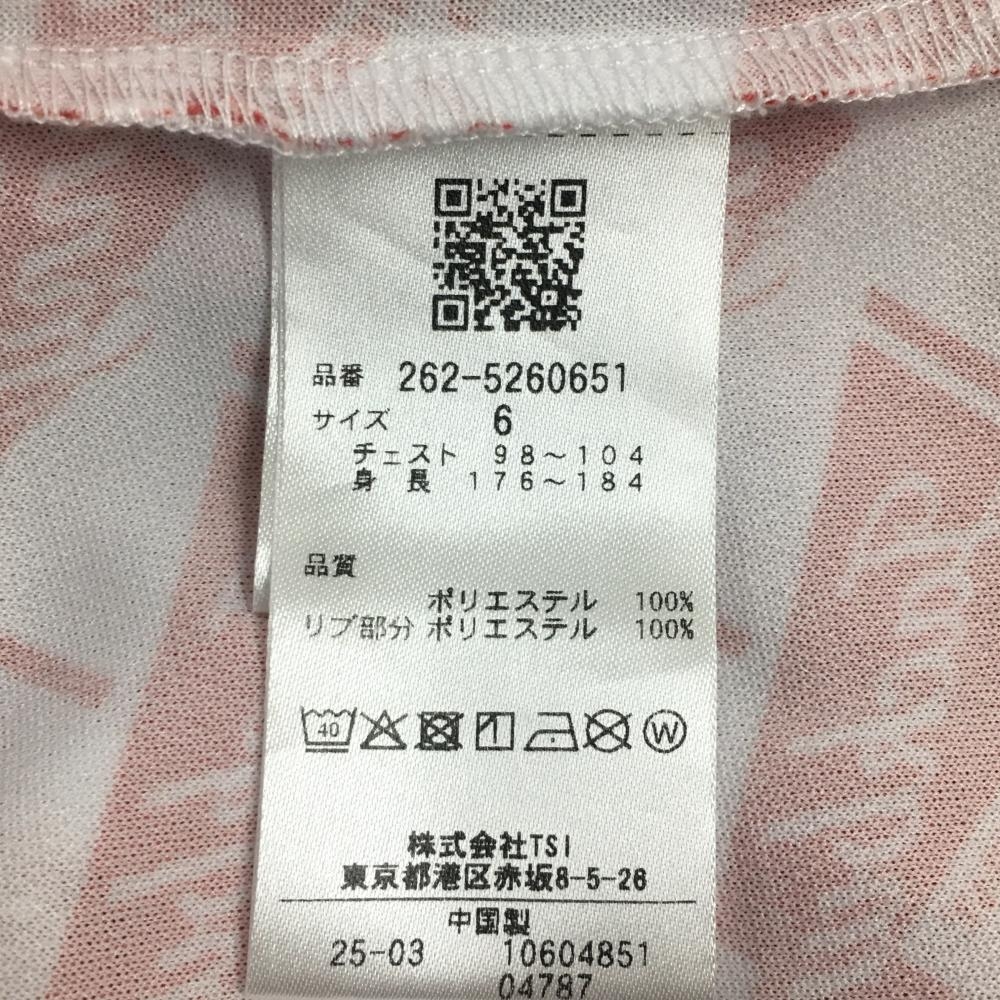 品番 262-5260651
サイズ 6
チェスト 98～104
身長 176～184
品質
ポリエステル 100%
リブ部分 ポリエステル 100%
40
W
株式会社TSI
東京都港区赤坂8-5-26
中国製
25-03 10604851
04787